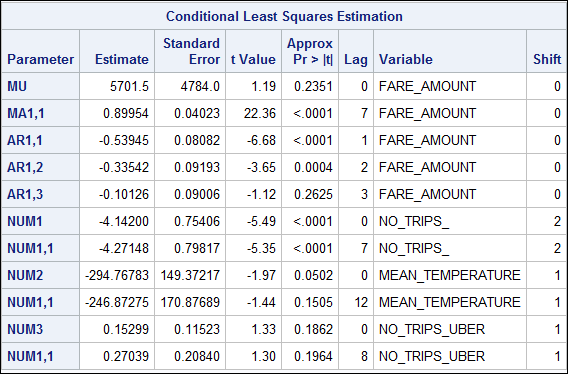 Conditional Least Squares Estimation
Parameter Estimate Standard Error t Value Approx Pr > |t| Lag Variable Shift
MU 5701.5 4784.0 1.19 0.2351 0 FARE_AMOUNT 0
MA1,1 0.89954 0.04023 22.36 <.0001 7 FARE_AMOUNT 0
AR1,1 -0.53945 0.08082 -6.68 <.0001 1 FARE_AMOUNT 0
AR1,2 -0.33542 0.09193 -3.65 0.0004 2 FARE_AMOUNT 0
AR1,3 -0.10126 0.09006 -1.12 0.2625 3 FARE_AMOUNT 0
NUM1 -4.14200 0.75406 -5.49 <.0001 0 NO_TRIPS_ 2
NUM1,1 -4.27148 0.79817 -5.35 <.0001 7 NO_TRIPS_ 2
NUM2 -294.76783 149.37217 -1.97 0.0502 0 MEAN_TEMPERATURE 1
NUM1,1 -246.87275 170.87689 -1.44 0.1505 12 MEAN_TEMPERATURE 1
NUM3 0.15299 0.11523 1.33 0.1862 0 NO_TRIPS_UBER 1
NUM1,1 0.27039 0.20840 1.30 0.1964 8 NO_TRIPS_UBER 1